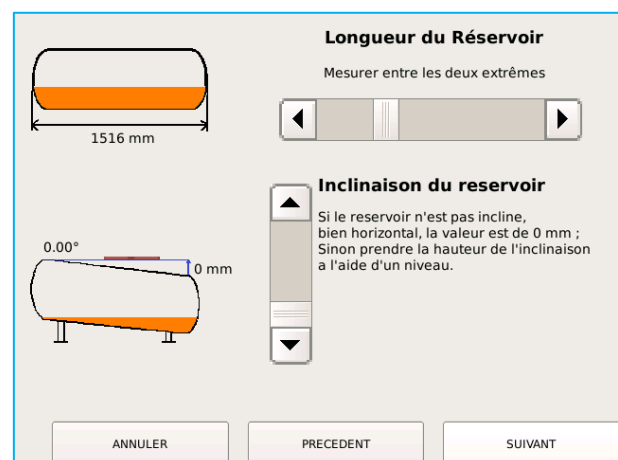 Longueur du Réservoir
Mesurer entre les deux extrêmes
1516 mm
Inclinaison du reservoir
Si le reservoir n'est pas incline,
bien horizontal, la valeur est de 0 mm ;
Sinon prendre la hauteur de l'inclinaison
a l'aide d'un niveau.
0.00°
0 mm
ANNULER
PRECEDENT
SUIVANT